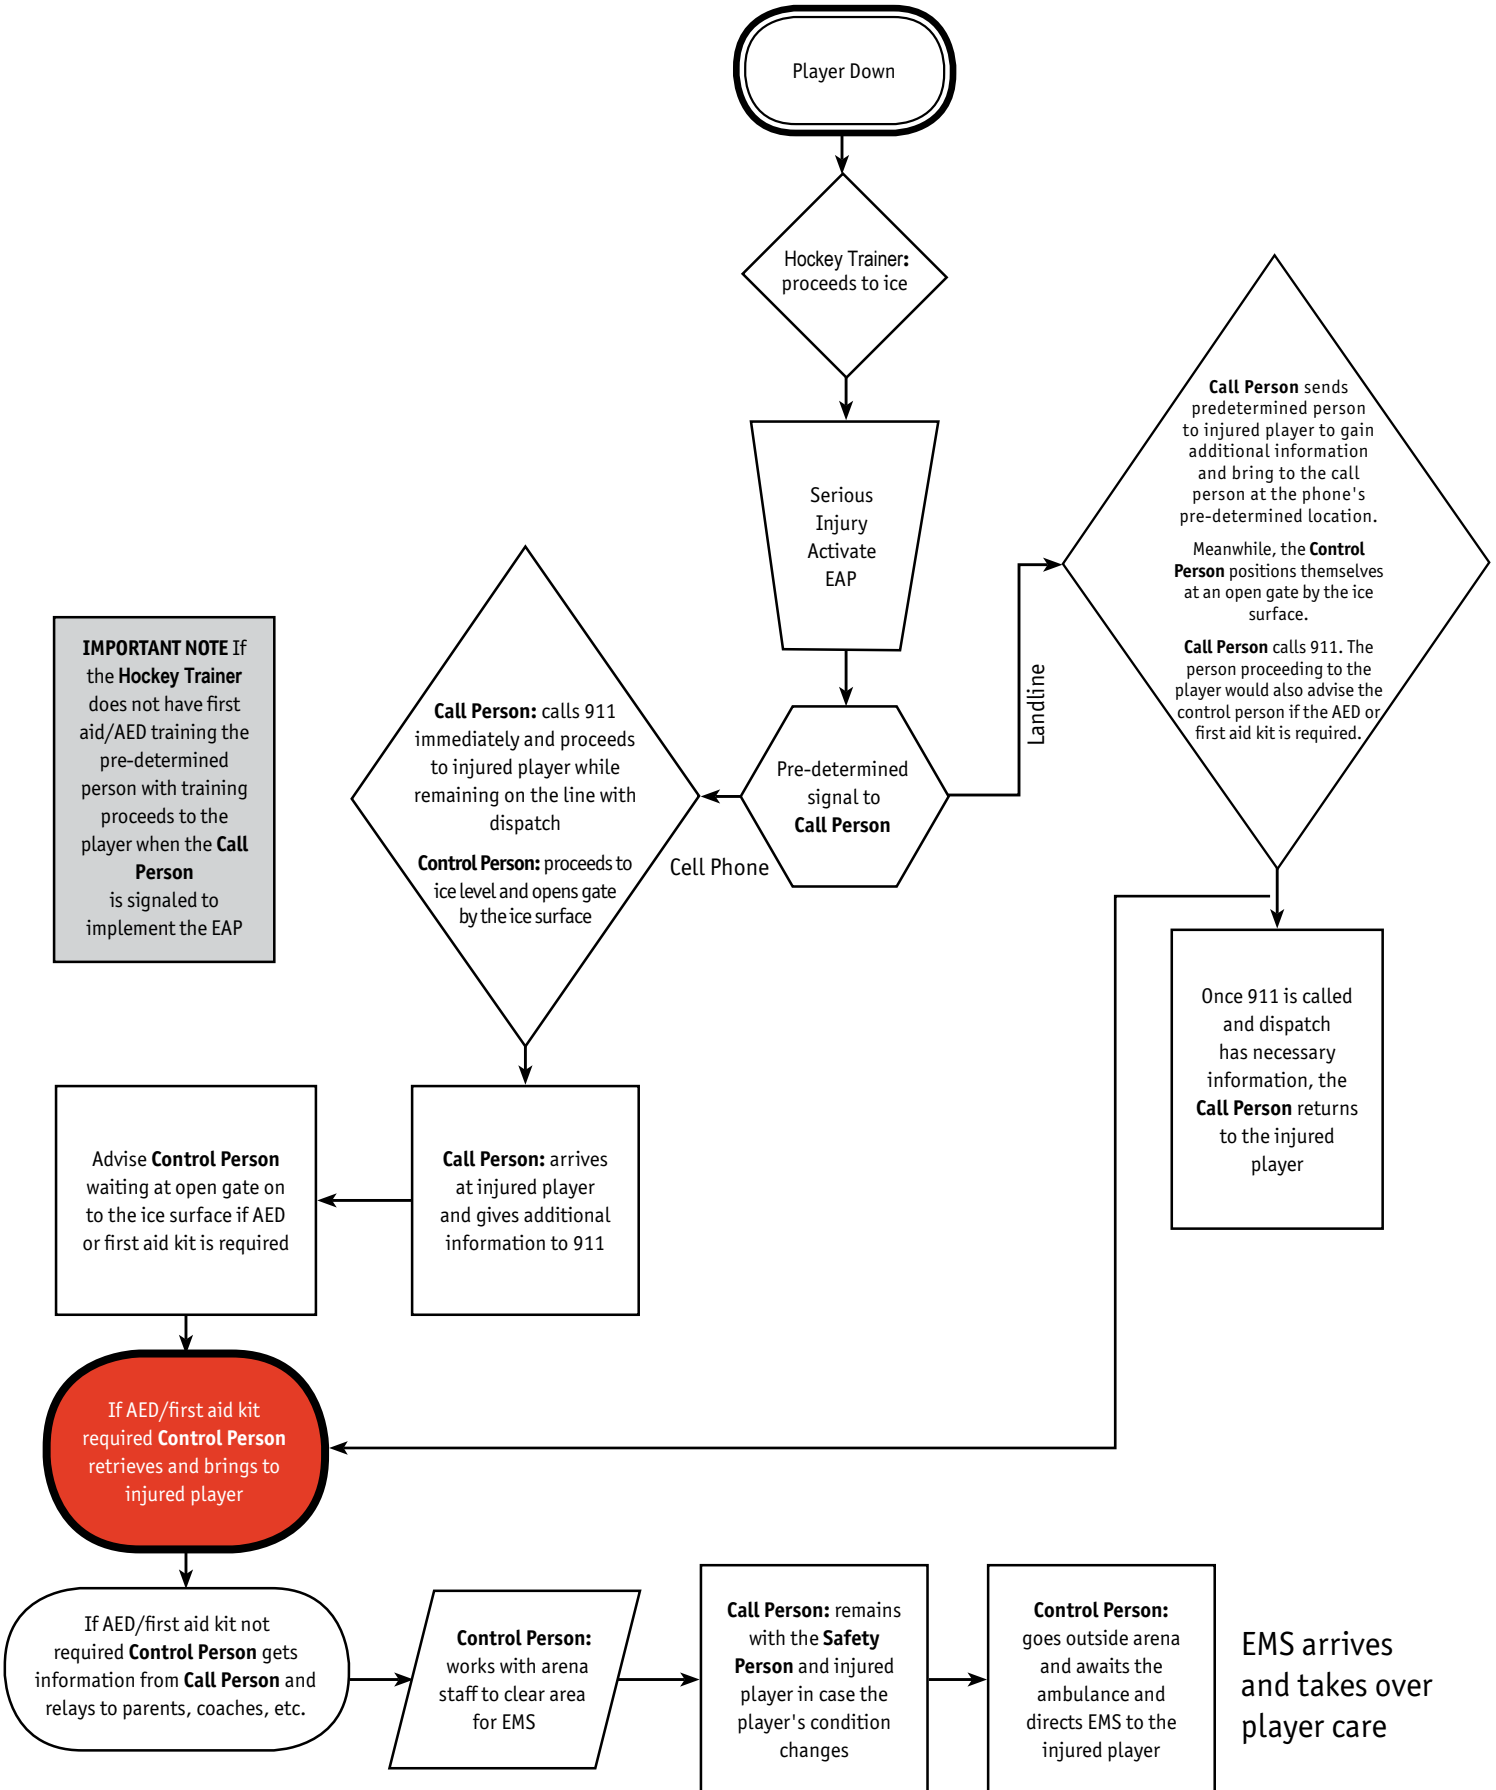 Player Down
Hockey Trainer:
proceeds to ice
Serious
Injury
Activate
EAP
Pre-determined
signal to
Call Person
Landline
Call Person sends
predetermined person
to injured player to gain
additional information
and bring to the call
person at the phone's
pre-determined location.
Meanwhile, the Control
Person positions themselves
at an open gate by the ice
surface.
Call Person calls 911. The
person proceeding to the
player would also advise the
control person if the AED or
first aid kit is required.
Once 911 is called
and dispatch
has necessary
information, the
Call Person returns
to the injured
player
Cell Phone
Call Person: calls 911
immediately and proceeds
to injured player while
remaining on the line with
dispatch
Control Person: proceeds to
ice level and opens gate
by the ice surface
IMPORTANT NOTE If
the Hockey Trainer
does not have first
aid/AED training the
pre-determined
person with training
proceeds to the
player when the Call
Person
is signaled to
implement the EAP
Call Person: arrives
at injured player
and gives additional
information to 911
Advise Control Person
waiting at open gate on
to the ice surface if AED
or first aid kit is required
If AED/first aid kit
required Control Person
retrieves and brings to
injured player
If AED/first aid kit not
required Control Person gets
information from Call Person and
relays to parents, coaches, etc.
Control Person:
works with arena
staff to clear area
for EMS
Call Person: remains
with the Safety
Person and injured
player in case the
player's condition
changes
Control Person:
goes outside arena
and awaits the
ambulance and
directs EMS to the
injured player
EMS arrives
and takes over
player care